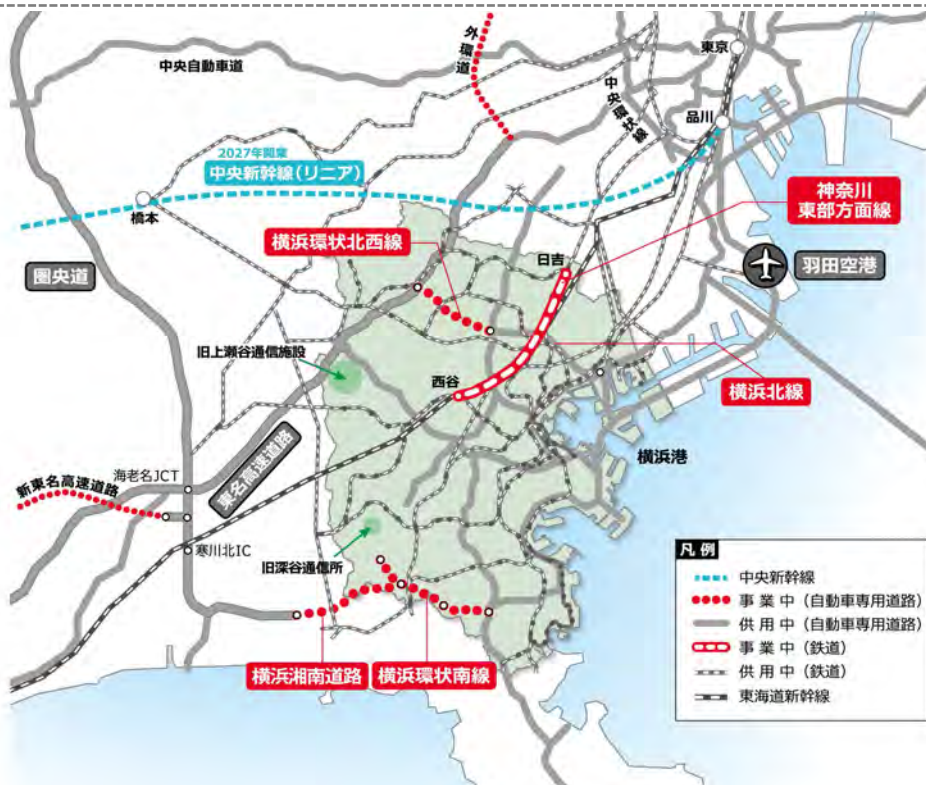 外環道
東京
中央自動車道
中央環状線
品川
2027年開業
中央新幹線(リニア)
橋本
神奈川
東部方面線
横浜環状北西線
日吉
圏央道
羽田空港
旧上瀬谷通信施設
西谷
横浜北線
横浜港
海老名JCT
東名高速道路
新東名高速道路
寒川北IC
旧深谷通信所
横浜湘南道路
横浜環状南線
凡例
中央新幹線
事業中(自動車専用道路)
供用中(自動車専用道路)
事業中(鉄道)
供用中(鉄道)
東海道新幹線